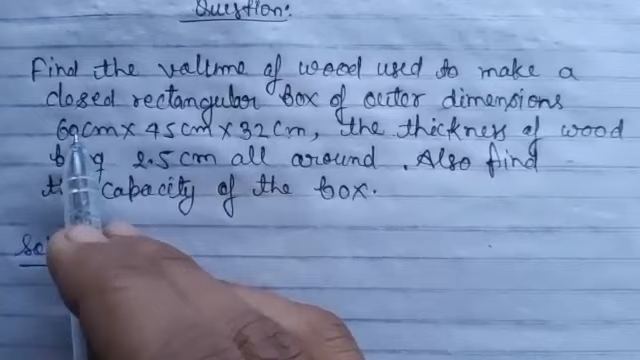 Question:
Find the volume of wood used to make a
closed rectangular box of outer dimensions
60cm x 45cm x 32cm, the thickness of wood
2.5cm all around. Also find
capacity of the box.